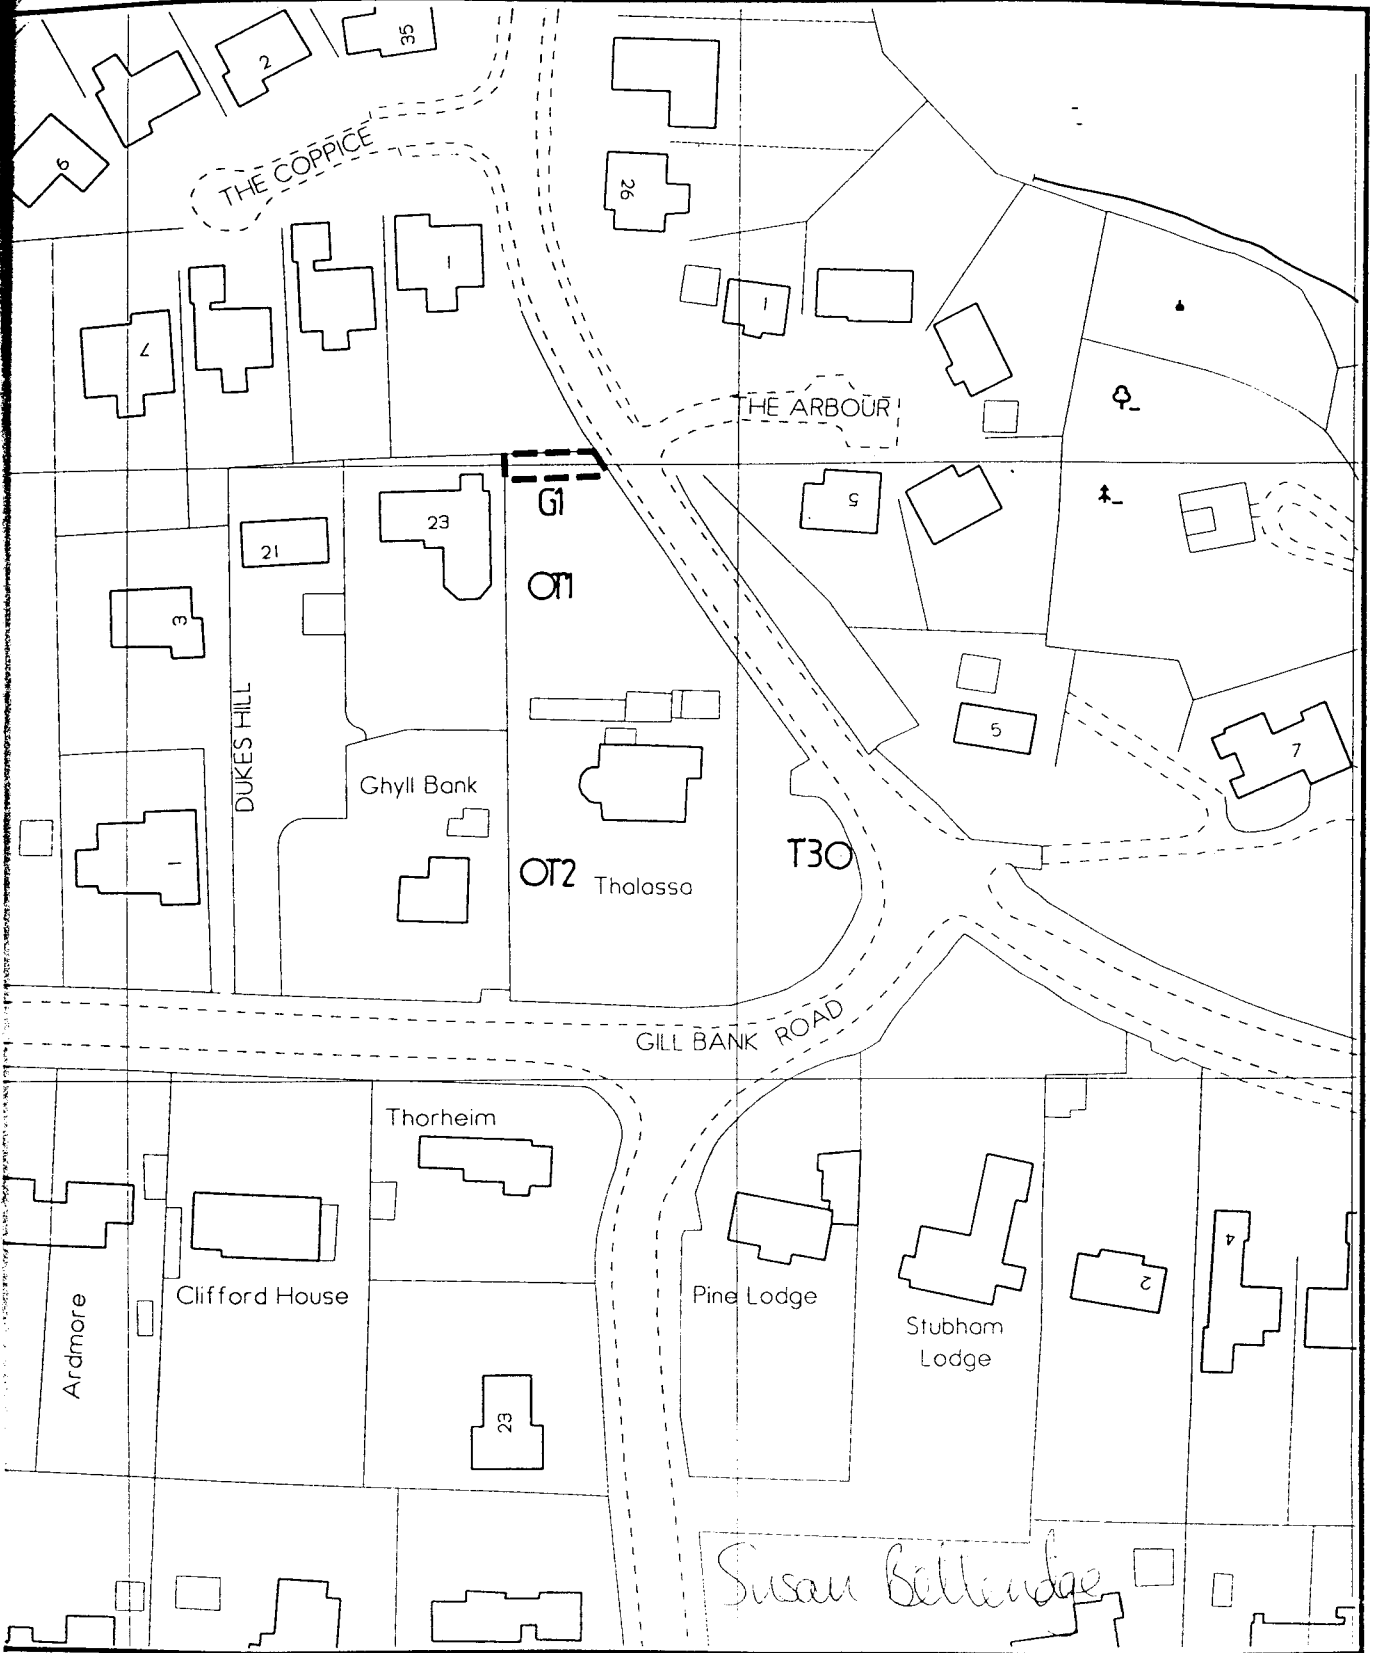 35
2
6
THE COPPICE
26
1
1
7
THE ARBOUR
G1
5
23
21
OT1
3
DUKES HILL
5
7
Ghyll Bank
T3O
1
OT2
Thalassa
GILL BANK ROAD
Thorheim
4
2
Clifford House
Pine Lodge
Ardmore
Stubham
Lodge
23
Susan